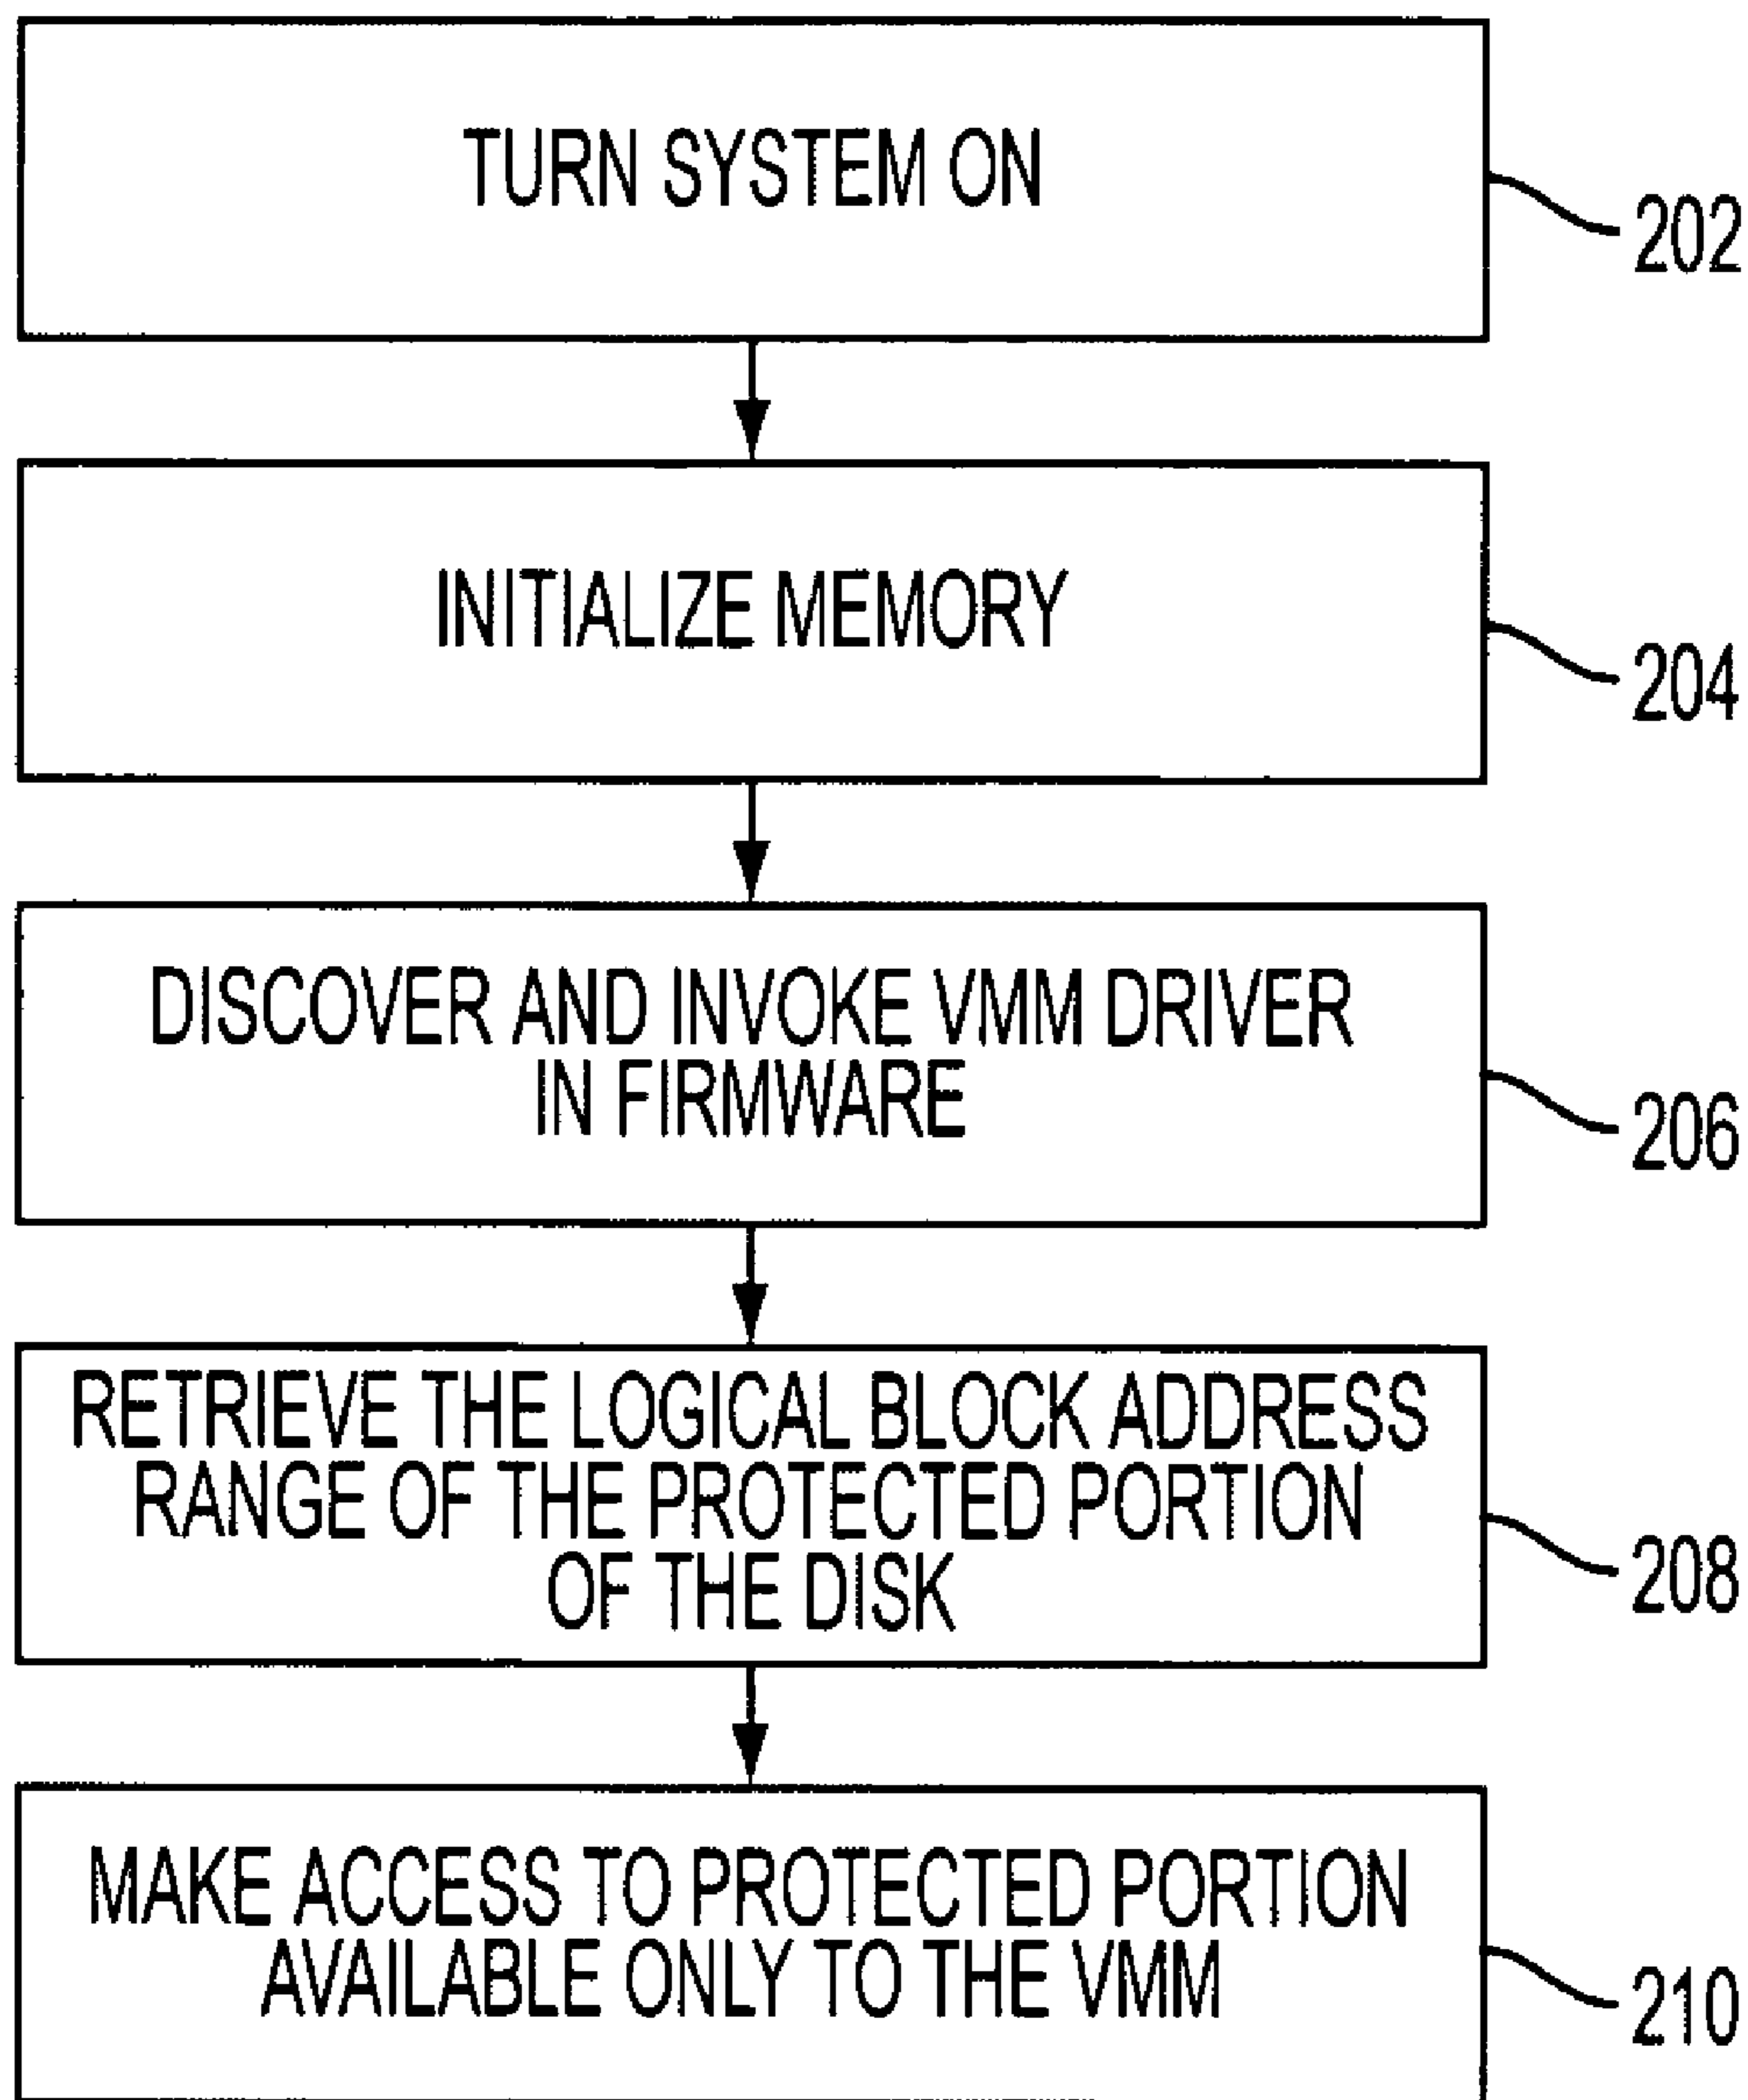 TURN SYSTEM ON
202
INITIALIZE MEMORY
204
DISCOVER AND INVOKE VMM DRIVER
IN FIRMWARE
206
RETRIEVE THE LOGICAL BLOCK ADDRESS
RANGE OF THE PROTECTED PORTION
OF THE DISK
208
MAKE ACCESS TO PROTECTED PORTION
AVAILABLE ONLY TO THE VMM
210